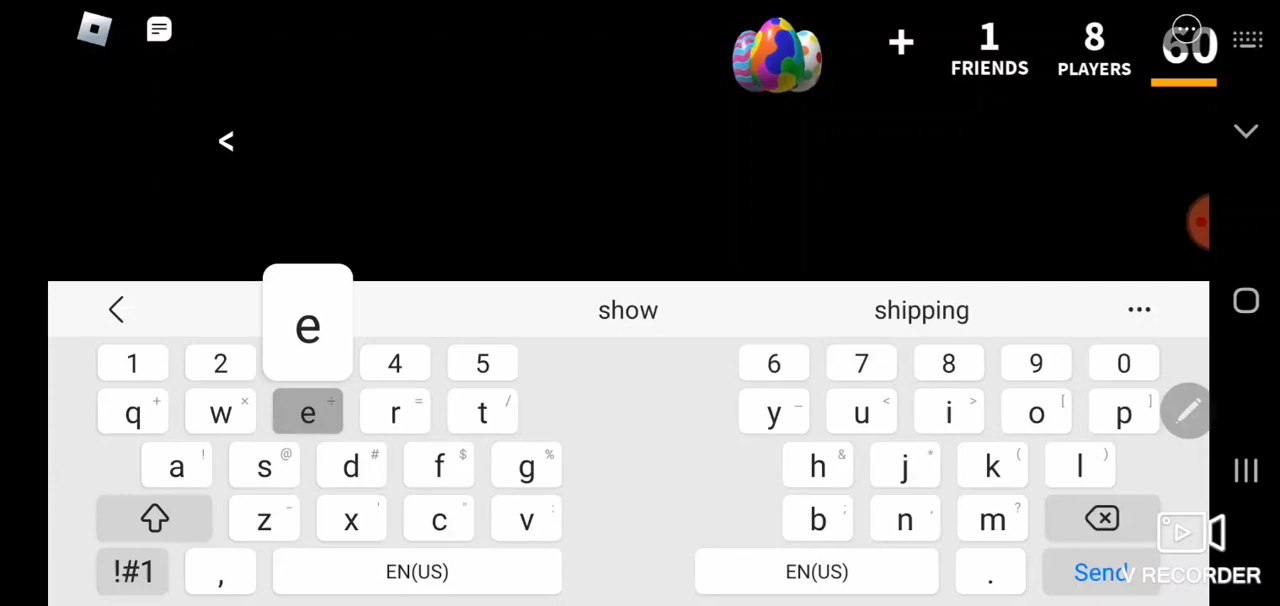 + 1 8 60
FRIENDS PLAYERS
<
e
show shipping
1 2 4 5 6 7 8 9 0
q + w × e ÷ r = t / y _ u < i > o [ p ]
a ! s @ d # f $ g % h & j * k ( l )
z - x ' c " v : b ; n , m ?
!#1 , EN(US) EN(US) . Send
V RECORDER